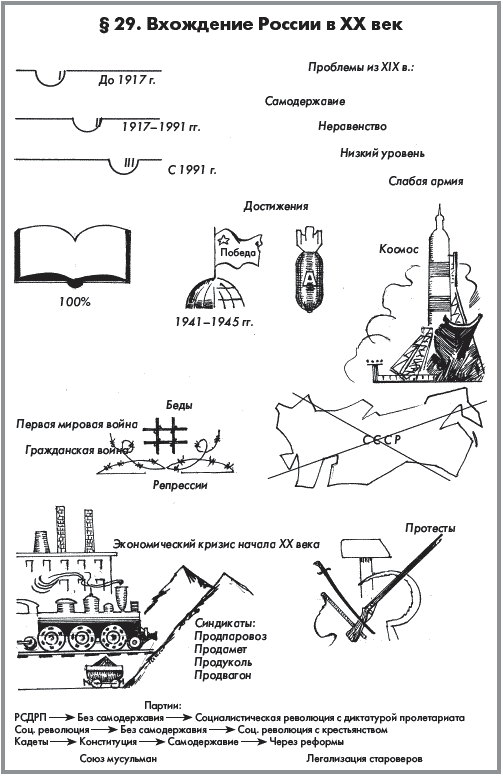 § 29. Вхождение России в XX век
Проблемы из XIX в.:
I
До 1917 г.
Самодержавие
II
1917–1991 гг.
Неравенство
Низкий уровень
III
С 1991 г.
Слабая армия
Достижения
Победа
А
Космос
100%
1941–1945 гг.
Беды
Первая мировая война
Гражданская война
Репрессии
СССР
Экономический кризис начала XX века
Протесты
Синдикаты:
Продпаровоз
Продамет
Продуколь
Продвагон
Партии:
РСДРП → Без самодержавия → Социалистическая революция с диктатурой пролетариата
Соц. революция → Без самодержавия → Соц. революция с крестьянством
Кадеты → Конституция → Самодержавие → Через реформы
Союз мусульман
Легализация староверов